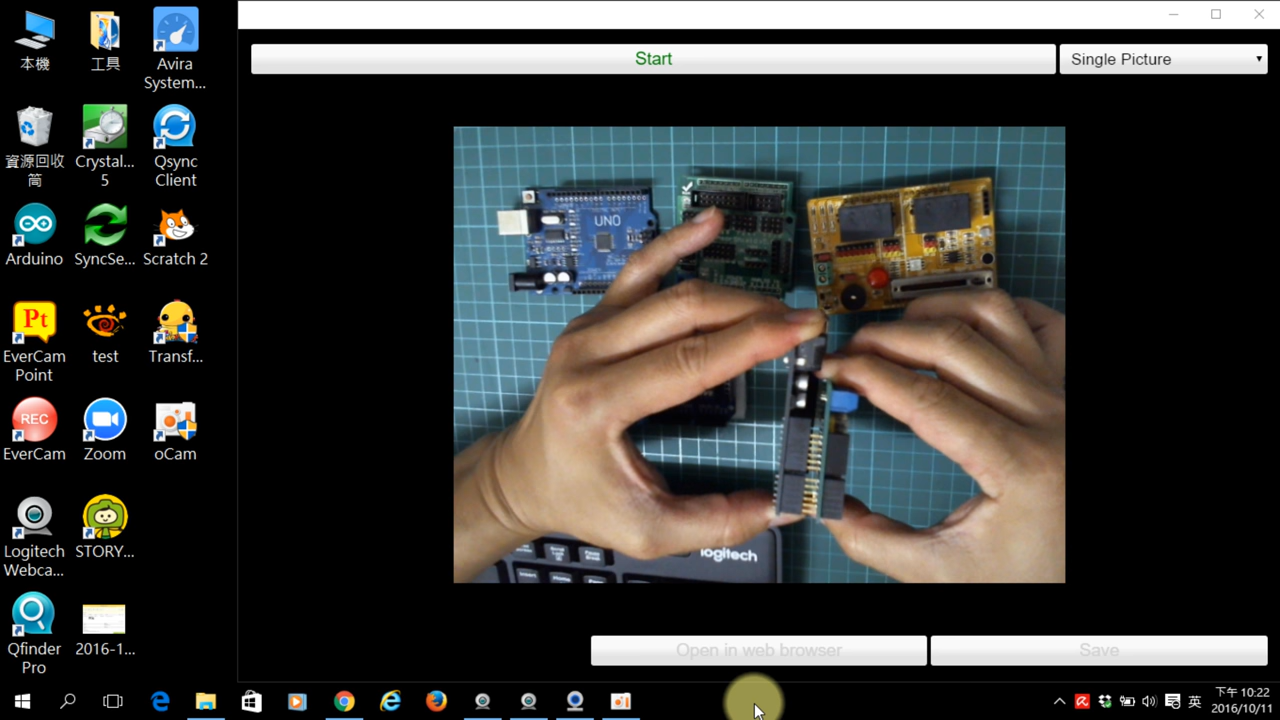 本機
工具
Avira
System...
資源回收
筒
Crystal...
5
Qsync
Client
Arduino
SyncSe...
Scratch 2
Pt
EverCam
Point
test
Transf...
REC
EverCam
Zoom
oCam
Logitech
Webca...
STORY...
Qfinder
Pro
2016-1...
Start
Single Picture
UNO
logitech
Open in web browser
Save
英
下午 10:22
2016/10/11